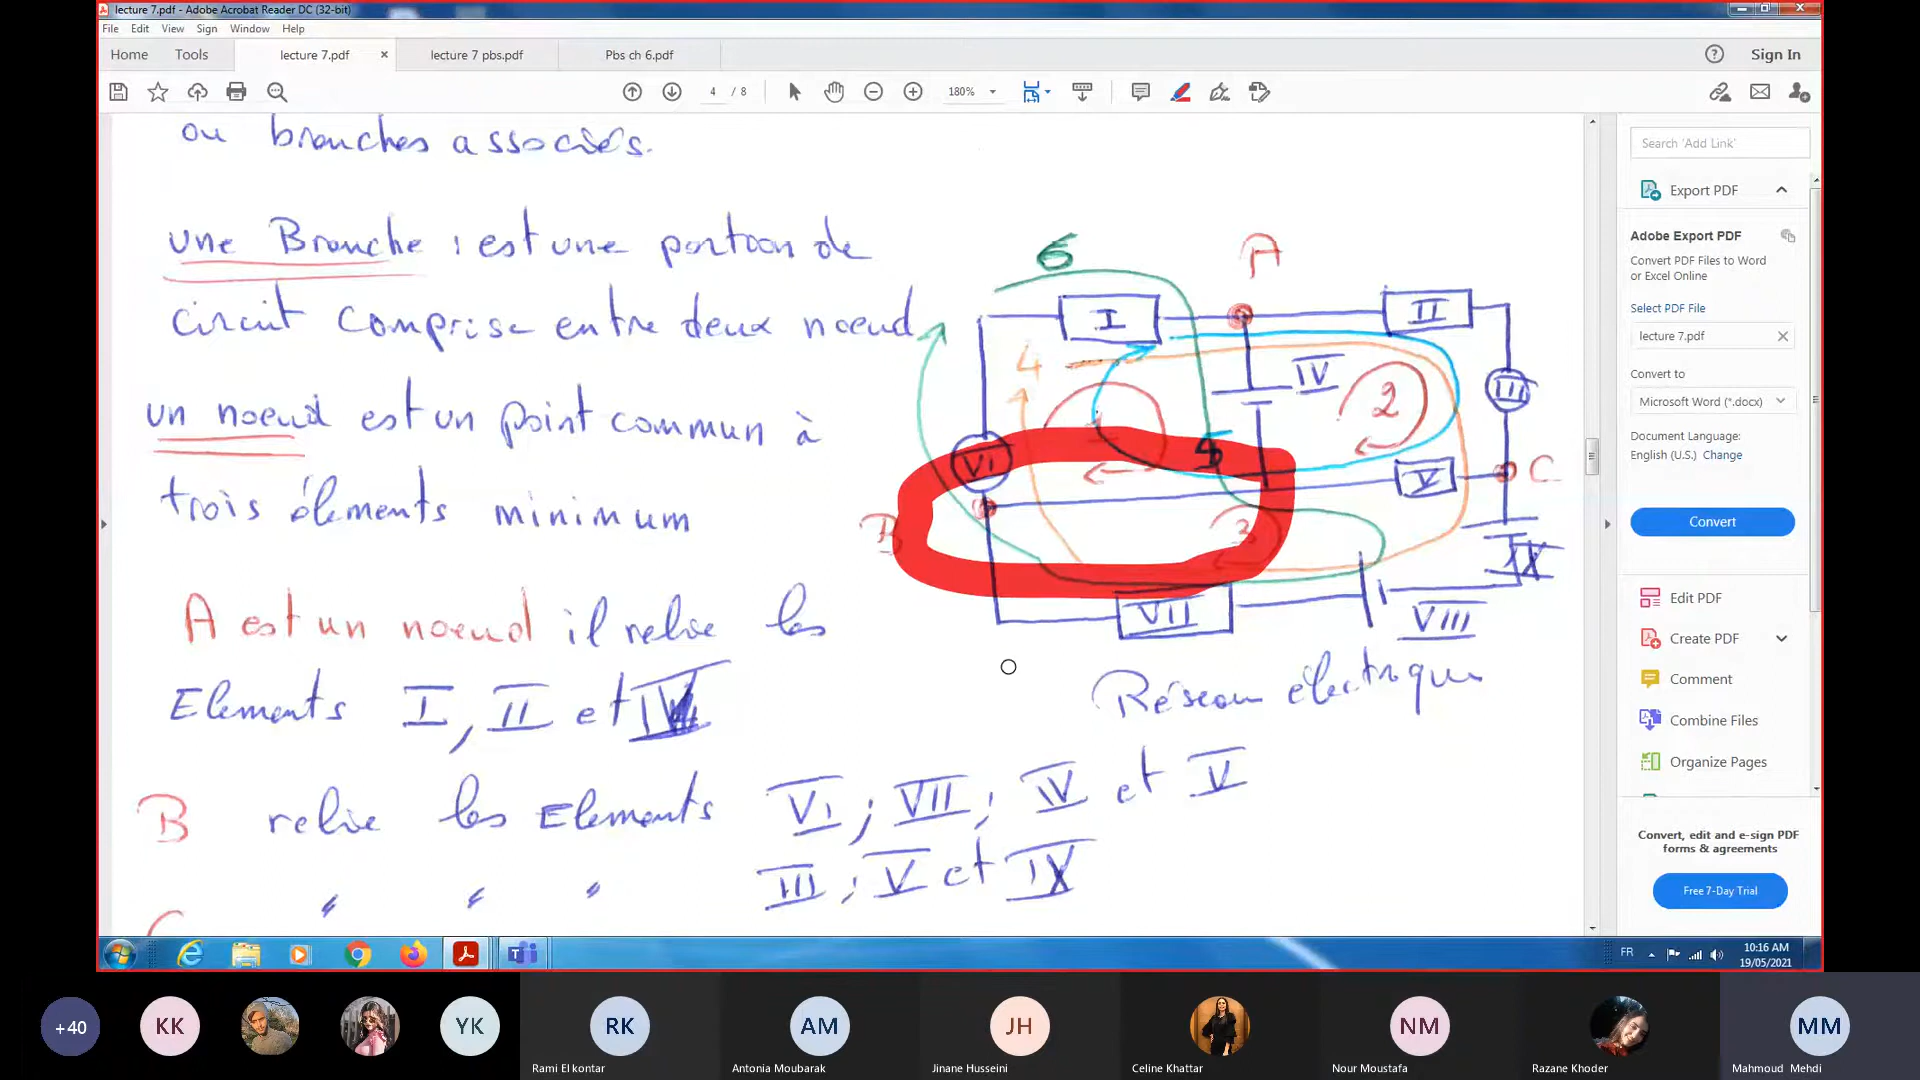 lecture 7.pdf - Adobe Acrobat Reader DC (32-bit)
File Edit View Sign Window Help
Home Tools lecture 7.pdf × lecture 7 pbs.pdf Pbs ch 6.pdf Sign In
4 / 8 180%
ou branches associés.
une Branche : est une portion de
circuit comprise entre deux noeud
un noeud est un point commun à
trois élements minimum
A est un noeud il relie les
Elements I, II et IV
B relie les Elements VI ; VII ; IV et V
C " " " III ; V et IX
6 A
I II
4 IV 2 III
1
VI 5 V C
B 3
IX
VII VIII
Réseau électrique
Search 'Add Link'
Export PDF
Adobe Export PDF
Convert PDF Files to Word
or Excel Online
Select PDF File
lecture 7.pdf ×
Convert to
Microsoft Word (*.docx)
Document Language:
English (U.S.) Change
Convert
Edit PDF
Create PDF
Comment
Combine Files
Organize Pages
Convert, edit and e-sign PDF
forms & agreements
Free 7-Day Trial
FR 10:16 AM
19/05/2021
+40 KK YK RK AM JH NM MM
Rami El kontar Antonia Moubarak Jinane Husseini Celine Khattar Nour Moustafa Razane Khoder Mahmoud Mehdi